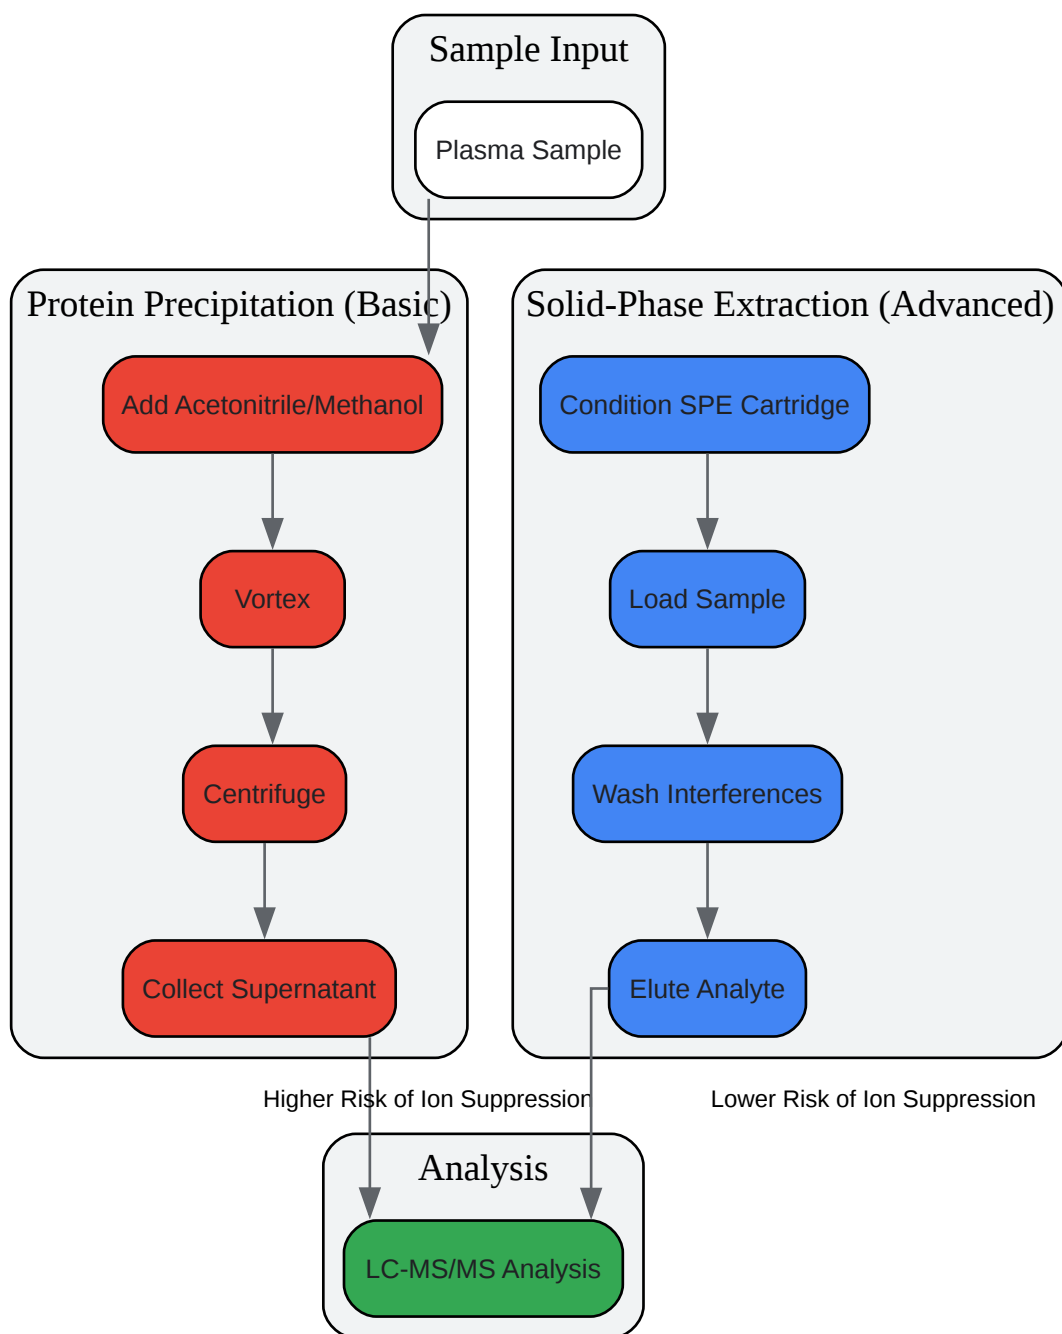 Sample Input
Plasma Sample
Protein Precipitation (Basic)
Add Acetonitrile/Methanol
Vortex
Centrifuge
Collect Supernatant
Solid-Phase Extraction (Advanced)
Condition SPE Cartridge
Load Sample
Wash Interferences
Elute Analyte
Higher Risk of Ion Suppression
Lower Risk of Ion Suppression
Analysis
LC-MS/MS Analysis